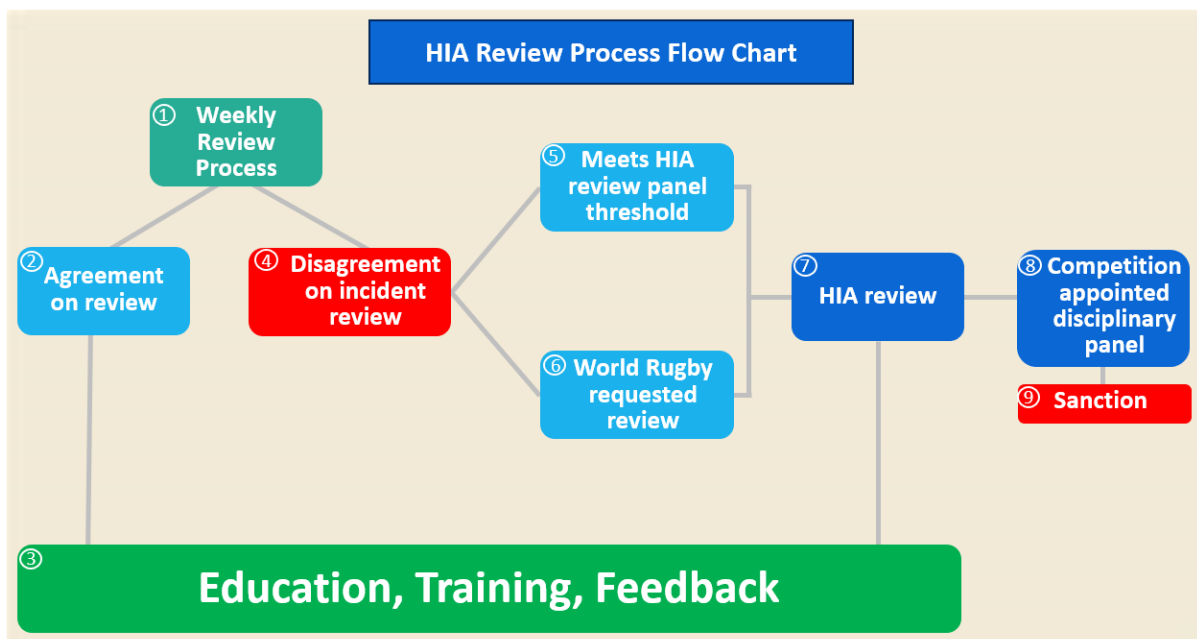 HIA Review Process Flow Chart
① Weekly
Review
Process
② Agreement
on review
③
Education, Training, Feedback
④ Disagreement
on incident
review
⑤ Meets HIA
review panel
threshold
⑥ World Rugby
requested
review
⑦
HIA review
⑧ Competition
appointed
disciplinary
panel
⑨ Sanction